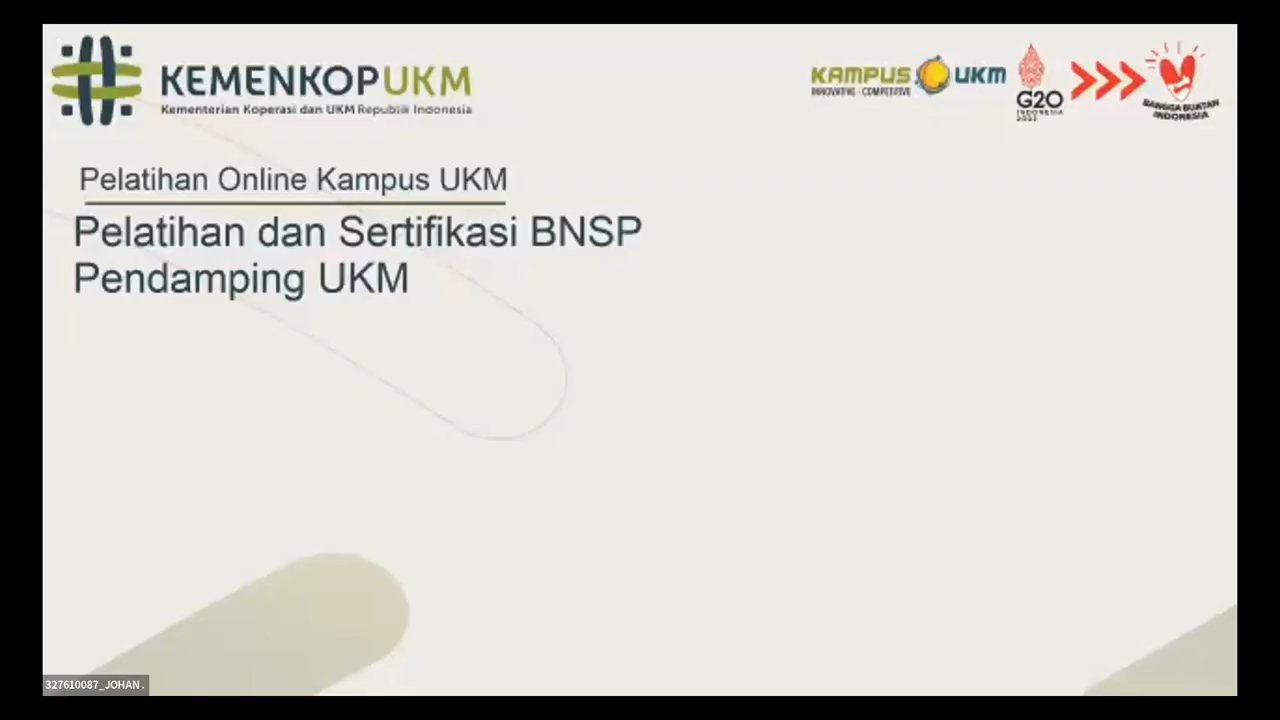 KEMENKOPUKM
Kementerian Koperasi dan UKM Republik Indonesia
KAMPUS UKM
INNOVATIVE - COMPETITIVE
G20
INDONESIA
2022
BANGGA BUATAN
INDONESIA
Pelatihan Online Kampus UKM
Pelatihan dan Sertifikasi BNSP
Pendamping UKM
327610087_JOHAN .